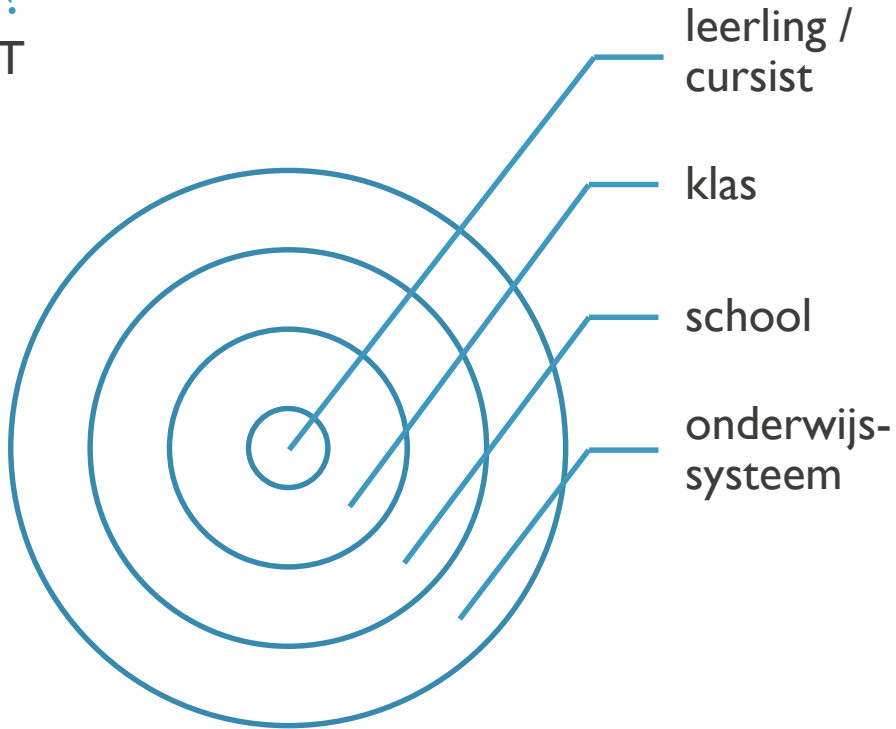 T
leerling /
cursist
klas
school
onderwijs-
systeem